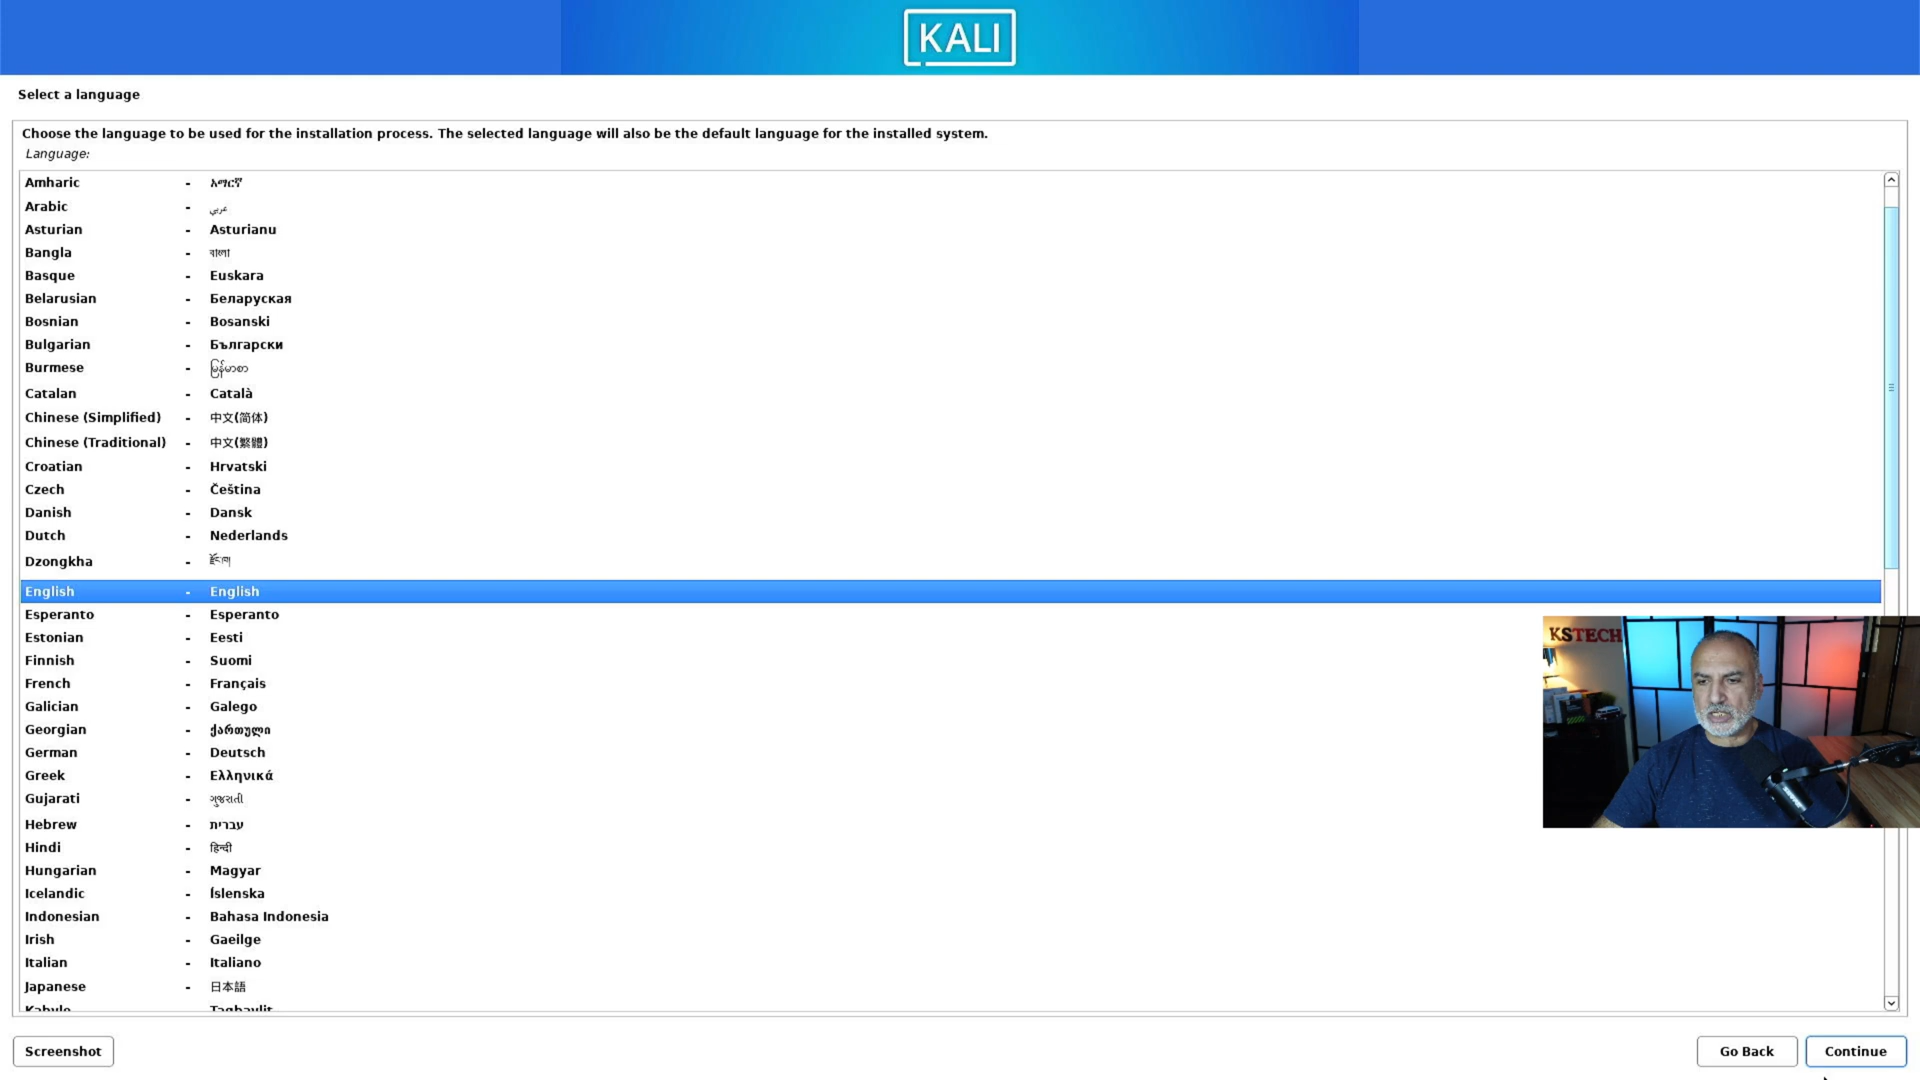 KALI
Select a language
Choose the language to be used for the installation process. The selected language will also be the default language for the installed system.
Language:
Amharic - አማርኛ
Arabic - عربي
Asturian - Asturianu
Bangla - বাংলা
Basque - Euskara
Belarusian - Беларуская
Bosnian - Bosanski
Bulgarian - Български
Burmese - မြန်မာစာ
Catalan - Català
Chinese (Simplified) - 中文(简体)
Chinese (Traditional) - 中文(繁體)
Croatian - Hrvatski
Czech - Čeština
Danish - Dansk
Dutch - Nederlands
Dzongkha - རྫོང་ཁ།
English - English
Esperanto - Esperanto
Estonian - Eesti
Finnish - Suomi
French - Français
Galician - Galego
Georgian - ქართული
German - Deutsch
Greek - Ελληνικά
Gujarati - ગુજરાતી
Hebrew - עברית
Hindi - हिन्दी
Hungarian - Magyar
Icelandic - Íslenska
Indonesian - Bahasa Indonesia
Irish - Gaeilge
Italian - Italiano
Japanese - 日本語
Kabyle - Taqbaylit
KSTECH
Screenshot
Go Back
Continue